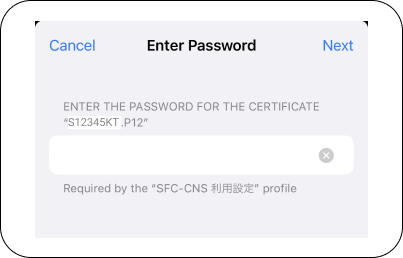 Cancel Enter Password Next
ENTER THE PASSWORD FOR THE CERTIFICATE
“S12345KT.P12”
Required by the “SFC-CNS 利用設定” profile